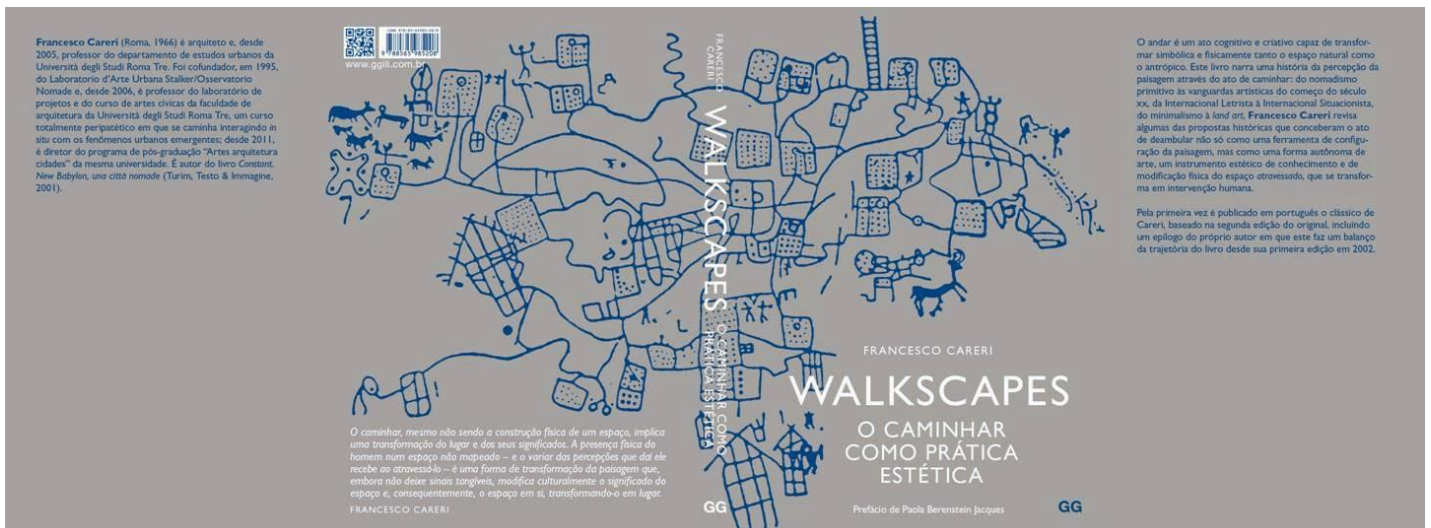 Francesco Careri (Roma, 1966) é arquiteto e, desde
2005, professor do departamento de estudos urbanos da
Università degli Studi Roma Tre. Foi cofundador, em 1995,
do Laboratorio d'Arte Urbana Stalker/Osservatorio
Nomade e, desde 2006, é professor do laboratório de
projetos e do curso de artes cívicas da faculdade de
arquitetura da Università degli Studi Roma Tre, um curso
totalmente peripatético em que se caminha interagindo in
situ com os fenômenos urbanos emergentes; desde 2011,
é diretor do programa de pós-graduação “Artes arquitetura
cidades” da mesma universidade. É autor do livro Constant.
New Babylon, una città nomade (Turim, Testo & Immagine,
2001).
www.ggili.com.br
O caminhar, mesmo não sendo a construção física de um espaço, implica
uma transformação do lugar e dos seus significados. A presença física do
homem num espaço não mapeado – e o variar das percepções que daí ele
recebe ao atravessá-lo – é uma forma de transformação da paisagem que,
embora não deixe sinais tangíveis, modifica culturalmente o significado do
espaço e, consequentemente, o espaço em si, transformando-o em lugar.
FRANCESCO CARERI
FRANCESCO
CARERI
WALKSCAPES
O CAMINHAR COMO
PRÁTICA ESTÉTICA
GG
FRANCESCO CARERI
WALKSCAPES
O CAMINHAR
COMO PRÁTICA
ESTÉTICA
Prefácio de Paola Berenstein Jacques
GG
O andar é um ato cognitivo e criativo capaz de transfor-
mar simbólica e fisicamente tanto o espaço natural como
o antrópico. Este livro narra uma história da percepção da
paisagem através do ato de caminhar: do nomadismo
primitivo às vanguardas artísticas do começo do século
xx, da Internacional Letrista à Internacional Situacionista,
do minimalismo à land art, Francesco Careri revisa
algumas das propostas históricas que conceberam o ato
de deambular não só como uma ferramenta de configu-
ração da paisagem, mas como uma forma autônoma de
arte, um instrumento estético de conhecimento e de
modificação física do espaço atravessado, que se transfor-
ma em intervenção humana.
Pela primeira vez é publicado em português o clássico de
Careri, baseado na segunda edição do original, incluindo
um epílogo do próprio autor em que este faz um balanço
da trajetória do livro desde sua primeira edição em 2002.